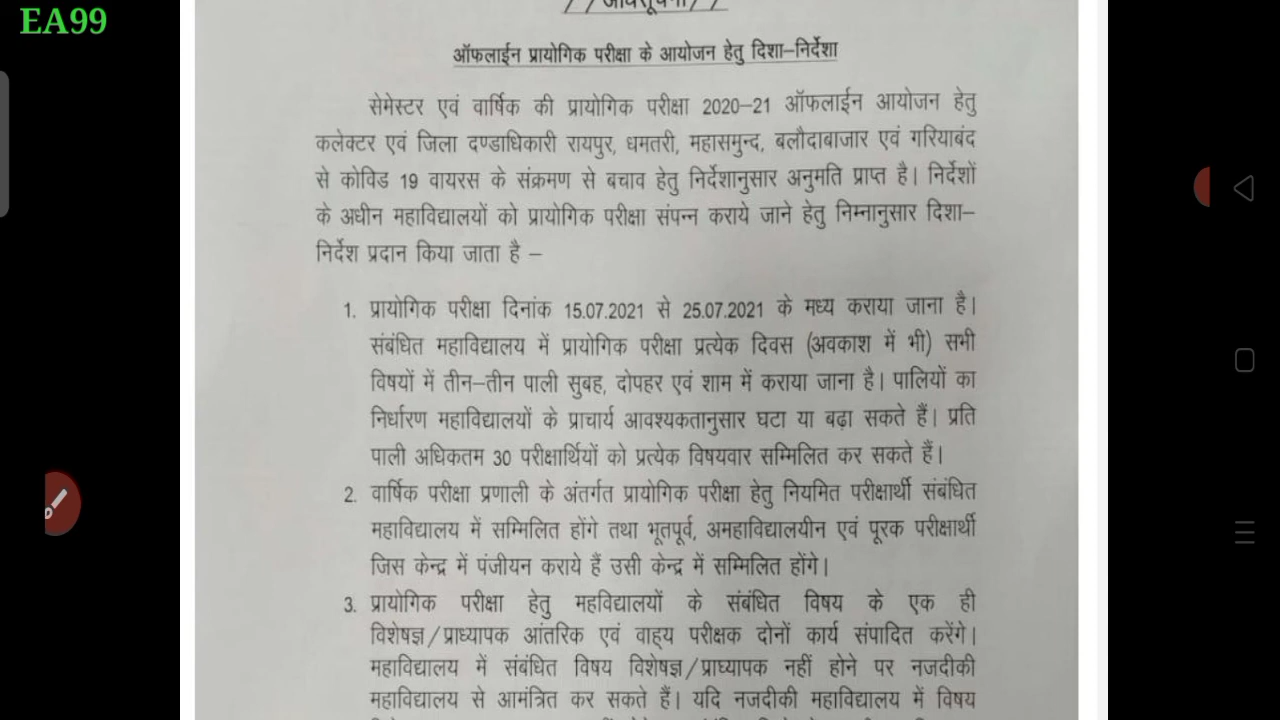 EA99
//अधिसूचना//
ऑफलाईन प्रायोगिक परीक्षा के आयोजन हेतु दिशा–निर्देश
सेमेस्टर एवं वार्षिक की प्रायोगिक परीक्षा 2020–21 ऑफलाईन आयोजन हेतु
कलेक्टर एवं जिला दण्डाधिकारी रायपुर, धमतरी, महासमुन्द, बलौदाबाजार एवं गरियाबंद
से कोविड 19 वायरस के संक्रमण से बचाव हेतु निर्देशानुसार अनुमति प्राप्त है। निर्देशों
के अधीन महाविद्यालयों को प्रायोगिक परीक्षा संपन्न कराये जाने हेतु निम्नानुसार दिशा–
निर्देश प्रदान किया जाता है –
1. प्रायोगिक परीक्षा दिनांक 15.07.2021 से 25.07.2021 के मध्य कराया जाना है।
संबंधित महाविद्यालय में प्रायोगिक परीक्षा प्रत्येक दिवस (अवकाश में भी) सभी
विषयों में तीन–तीन पाली सुबह, दोपहर एवं शाम में कराया जाना है। पालियों का
निर्धारण महाविद्यालयों के प्राचार्य आवश्यकतानुसार घटा या बढ़ा सकते हैं। प्रति
पाली अधिकतम 30 परीक्षार्थियों को प्रत्येक विषयवार सम्मिलित कर सकते हैं।
2. वार्षिक परीक्षा प्रणाली के अंतर्गत प्रायोगिक परीक्षा हेतु नियमित परीक्षार्थी संबंधित
महाविद्यालय में सम्मिलित होंगे तथा भूतपूर्व, अमहाविद्यालयीन एवं पूरक परीक्षार्थी
जिस केन्द्र में पंजीयन कराये हैं उसी केन्द्र में सम्मिलित होंगे।
3. प्रायोगिक परीक्षा हेतु महविद्यालयों के संबंधित विषय के एक ही
विशेषज्ञ/प्राध्यापक आंतरिक एवं वाह्य परीक्षक दोनों कार्य संपादित करेंगे।
महाविद्यालय में संबंधित विषय विशेषज्ञ/प्राघ्यापक नहीं होने पर नजदीकी
महाविद्यालय से आमंत्रित कर सकते हैं। यदि नजदीकी महाविद्यालय में विषय